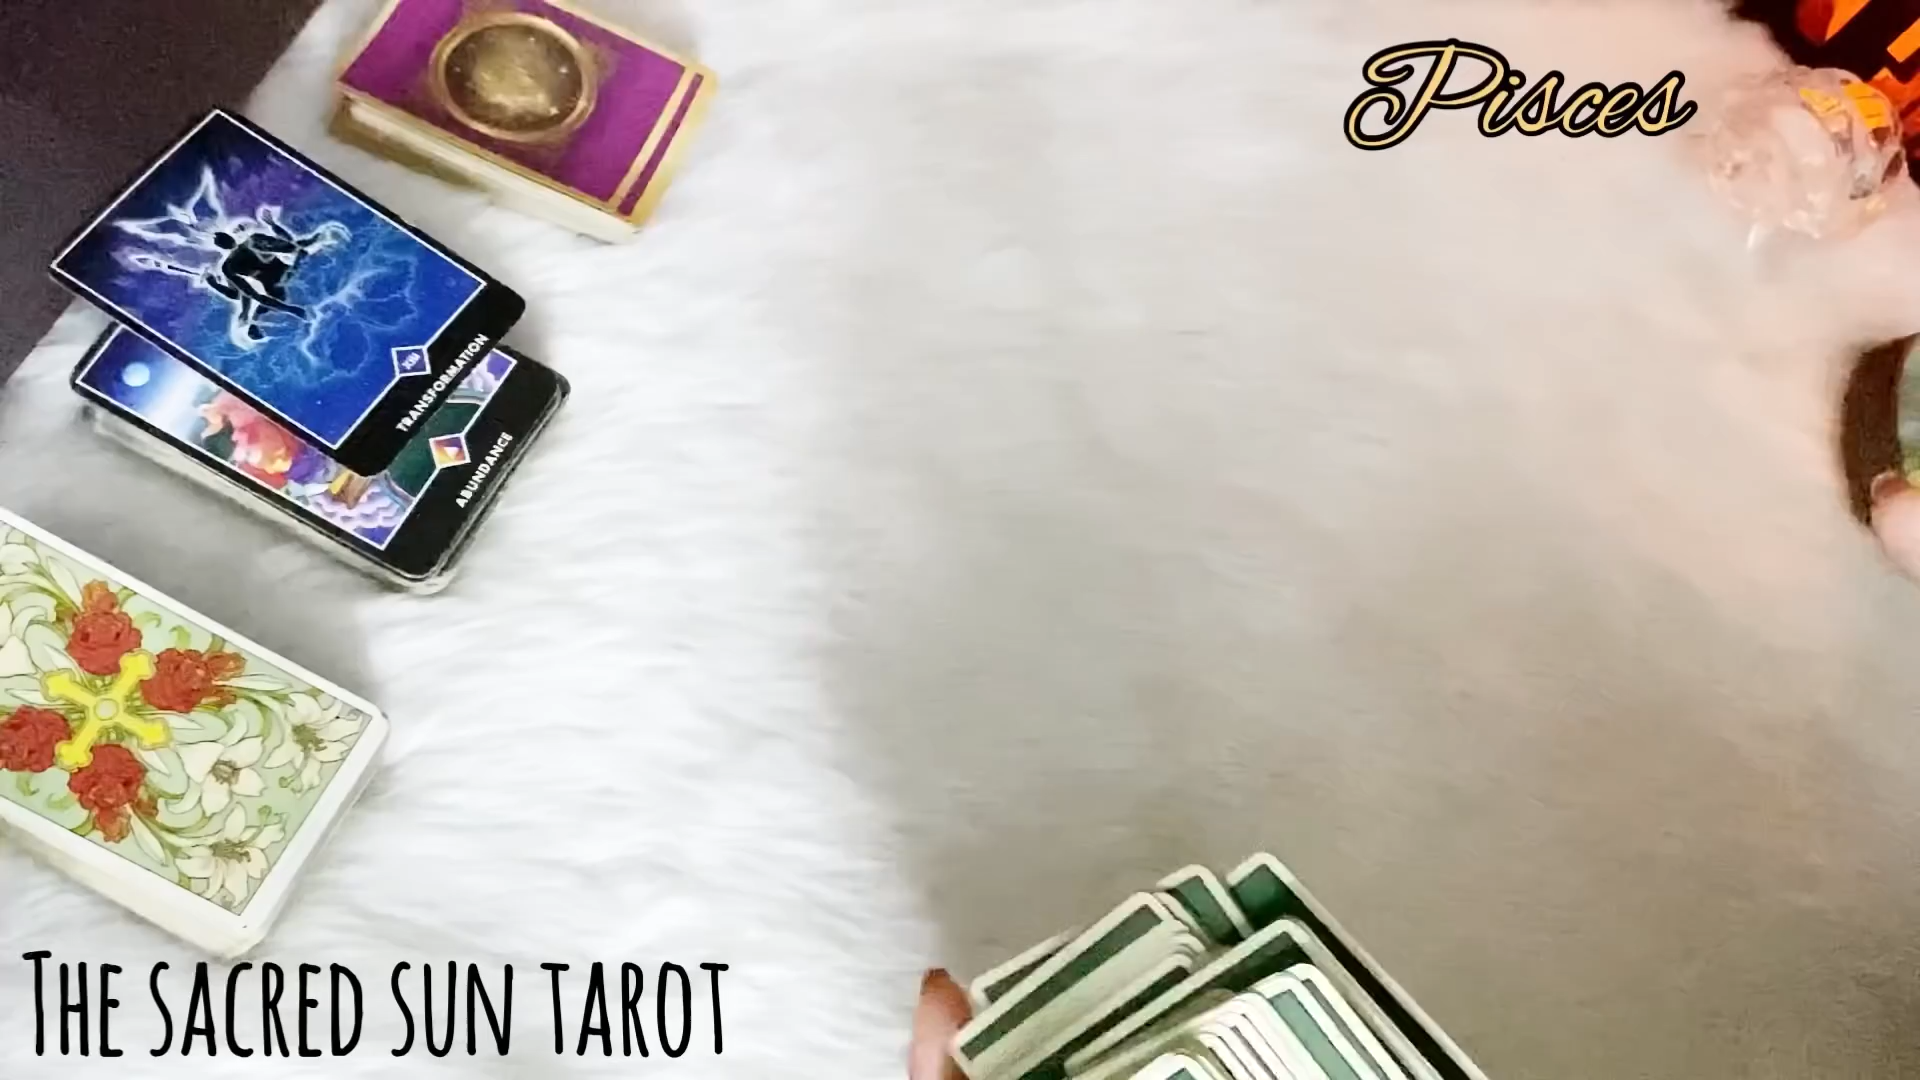 Pisces
TRANSFORMATION
ABUNDANCE
THE SACRED SUN TAROT